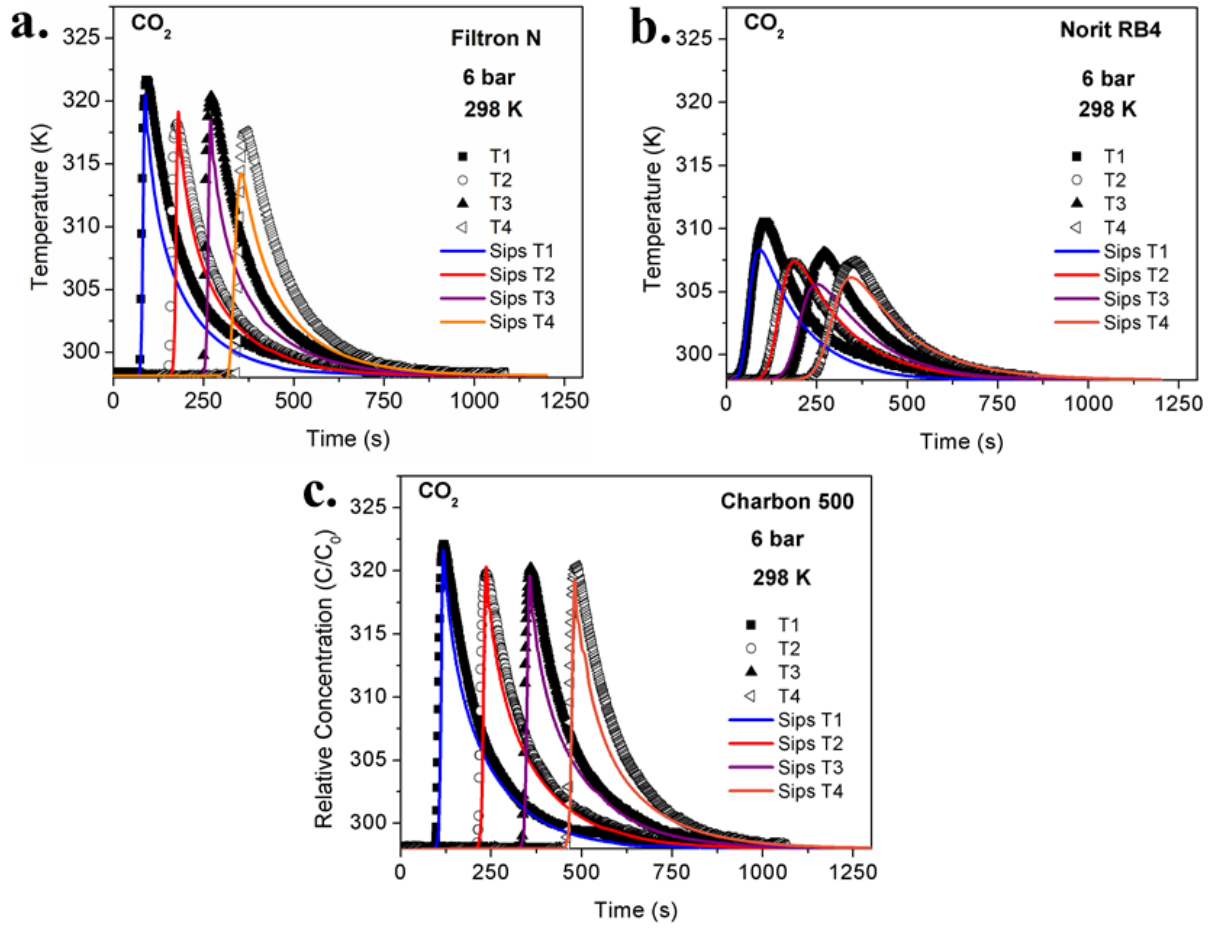 a.
CO2
Filtron N
6 bar
298 K
T1
T2
T3
T4
Sips T1
Sips T2
Sips T3
Sips T4
325
320
315
310
305
300
Temperature (K)
0 250 500 750 1000 1250
Time (s)
b.
CO2
Norit RB4
6 bar
298 K
T1
T2
T3
T4
Sips T1
Sips T2
Sips T3
Sips T4
325
320
315
310
305
300
Temperature (K)
0 250 500 750 1000 1250
Time (s)
c.
CO2
Charbon 500
6 bar
298 K
T1
T2
T3
T4
Sips T1
Sips T2
Sips T3
Sips T4
325
320
315
310
305
300
Relative Concentration (C/C0)
0 250 500 750 1000 1250
Time (s)